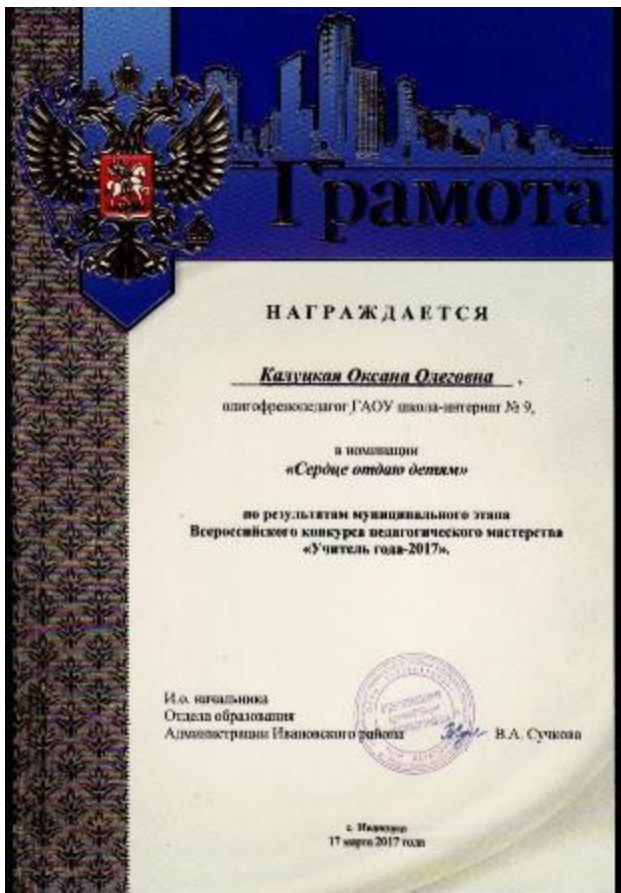 Грамота
НАГРАЖДАЕТСЯ
Калуцкая Оксана Олеговна ,
олигофренопедагог ГАОУ школа-интернат № 9,
в номинации
«Сердце отдаю детям»
по результатам муниципального этапа
Всероссийского конкурса педагогического мастерства
«Учитель года-2017».
И.о. начальника
Отдела образования
Администрации Ивановского района
В.А. Сучкова
с.
17 марта 2017 года